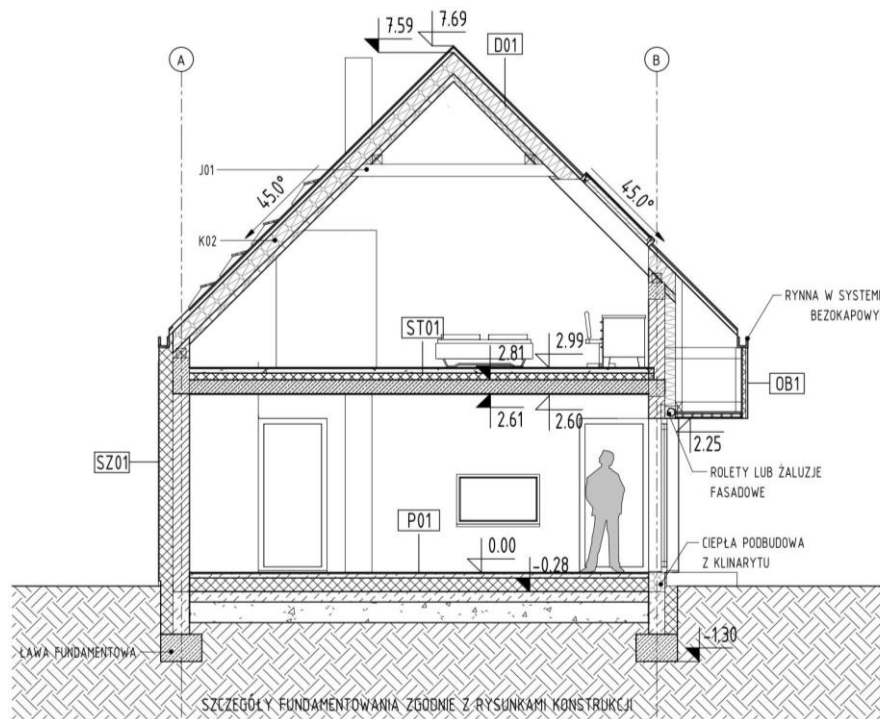 7.59
7.69
D01
A
B
J01
45.0°
45.0°
K02
RYNNA W SYSTEMI
BEZOKAPOWY
ST01
2.81
2.99
OB1
2.61
2.60
2.25
SZ01
ROLETY LUB ŻALUZJE
FASADOWE
P01
0.00
-0.28
CIEPŁA PODBUDOWA
Z KLINARYTU
-1.30
ŁAWA FUNDAMENTOWA
SZCZEGÓŁY FUNDAMENTOWANIA ZGODNIE Z RYSUNKAMI KONSTRUKCJI